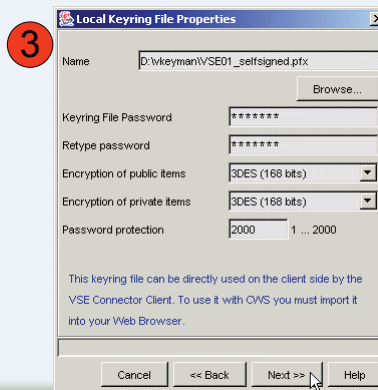 Local Keyring File Properties
3
Name D:\vkeyman\VSE01_selfsigned.pfx
Browse...
Keyring File Password *******
Retype password *******
Encryption of public items 3DES (168 bits)
Encryption of private items 3DES (168 bits)
Password protection 2000 1 ... 2000
This keyring file can be directly used on the client side by the
VSE Connector Client. To use it with CWS you must import it
into your Web Browser.
Cancel << Back Next >> Help